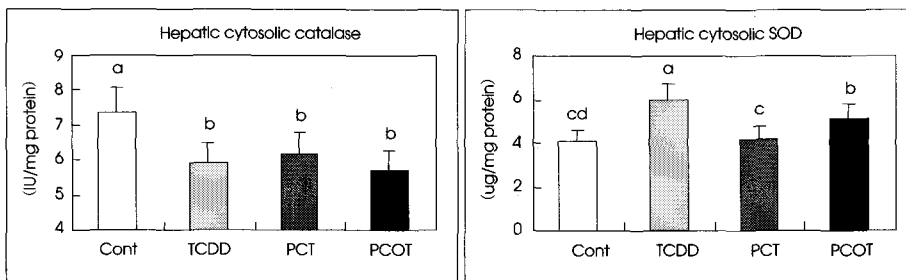 Hepatic cytosolic catalase
9
8
7
6
5
4
(IU/mg protein)
a
b
b
b
Cont TCDD PCT PCOT
Hepatic cytosolic SOD
8
6
4
2
0
(ug/mg protein)
cd
a
c
b
Cont TCDD PCT PCOT